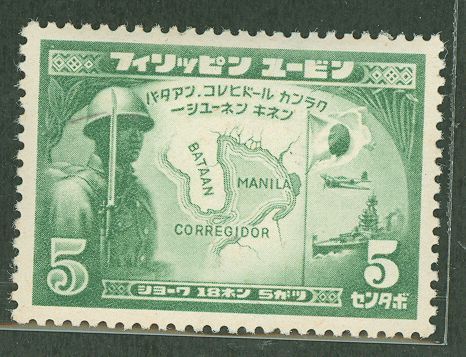 フィリッピン ユービン
バタアン, コレヒドール カンラク
一シユーネン キネン
BATAAN
MANILA
CORREGIDOR
5
5
シヨーワ 18ネン 5ガツ
センタボ